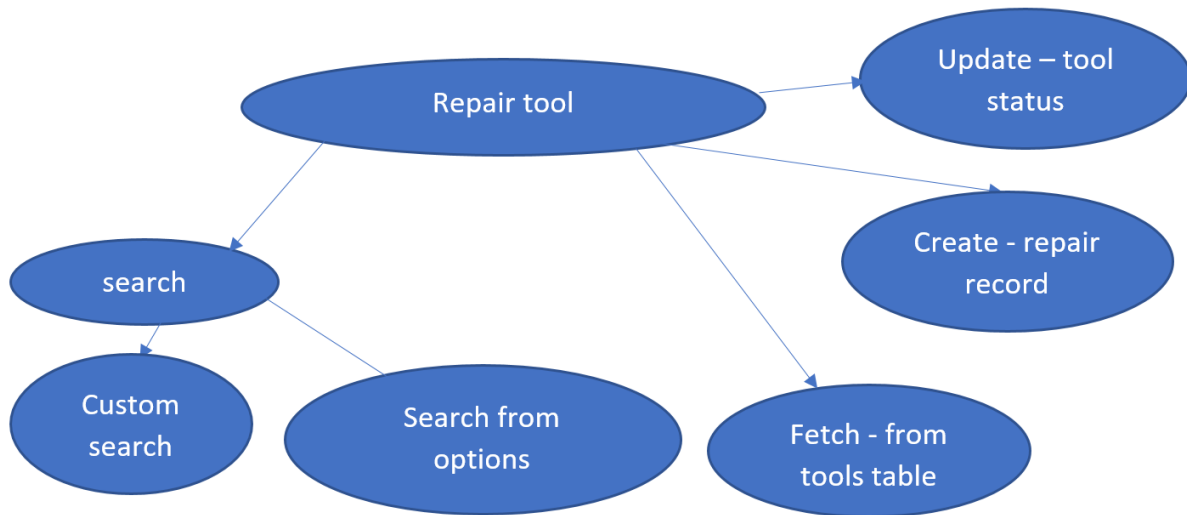 Update – tool
status
Repair tool
Create - repair
record
search
Custom
search
Search from
options
Fetch - from
tools table